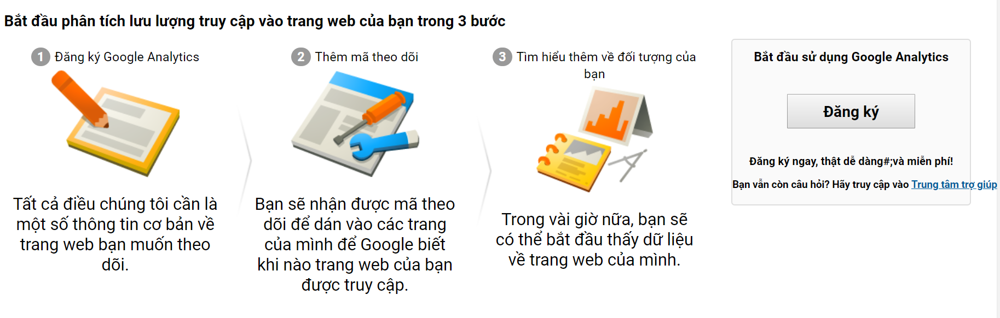 Bắt đầu phân tích lưu lượng truy cập vào trang web của bạn trong 3 bước
1 Đăng ký Google Analytics
Tất cả điều chúng tôi cần là
một số thông tin cơ bản về
trang web bạn muốn theo
dõi.
2 Thêm mã theo dõi
Bạn sẽ nhận được mã theo
dõi để dán vào các trang
của mình để Google biết
khi nào trang web của bạn
được truy cập.
3 Tìm hiểu thêm về đối tượng của
bạn
Trong vài giờ nữa, bạn sẽ
có thể bắt đầu thấy dữ liệu
về trang web của mình.
Bắt đầu sử dụng Google Analytics
Đăng ký
Đăng ký ngay, thật dễ dàng#;và miễn phí!
Bạn vẫn còn câu hỏi? Hãy truy cập vào Trung tâm trợ giúp